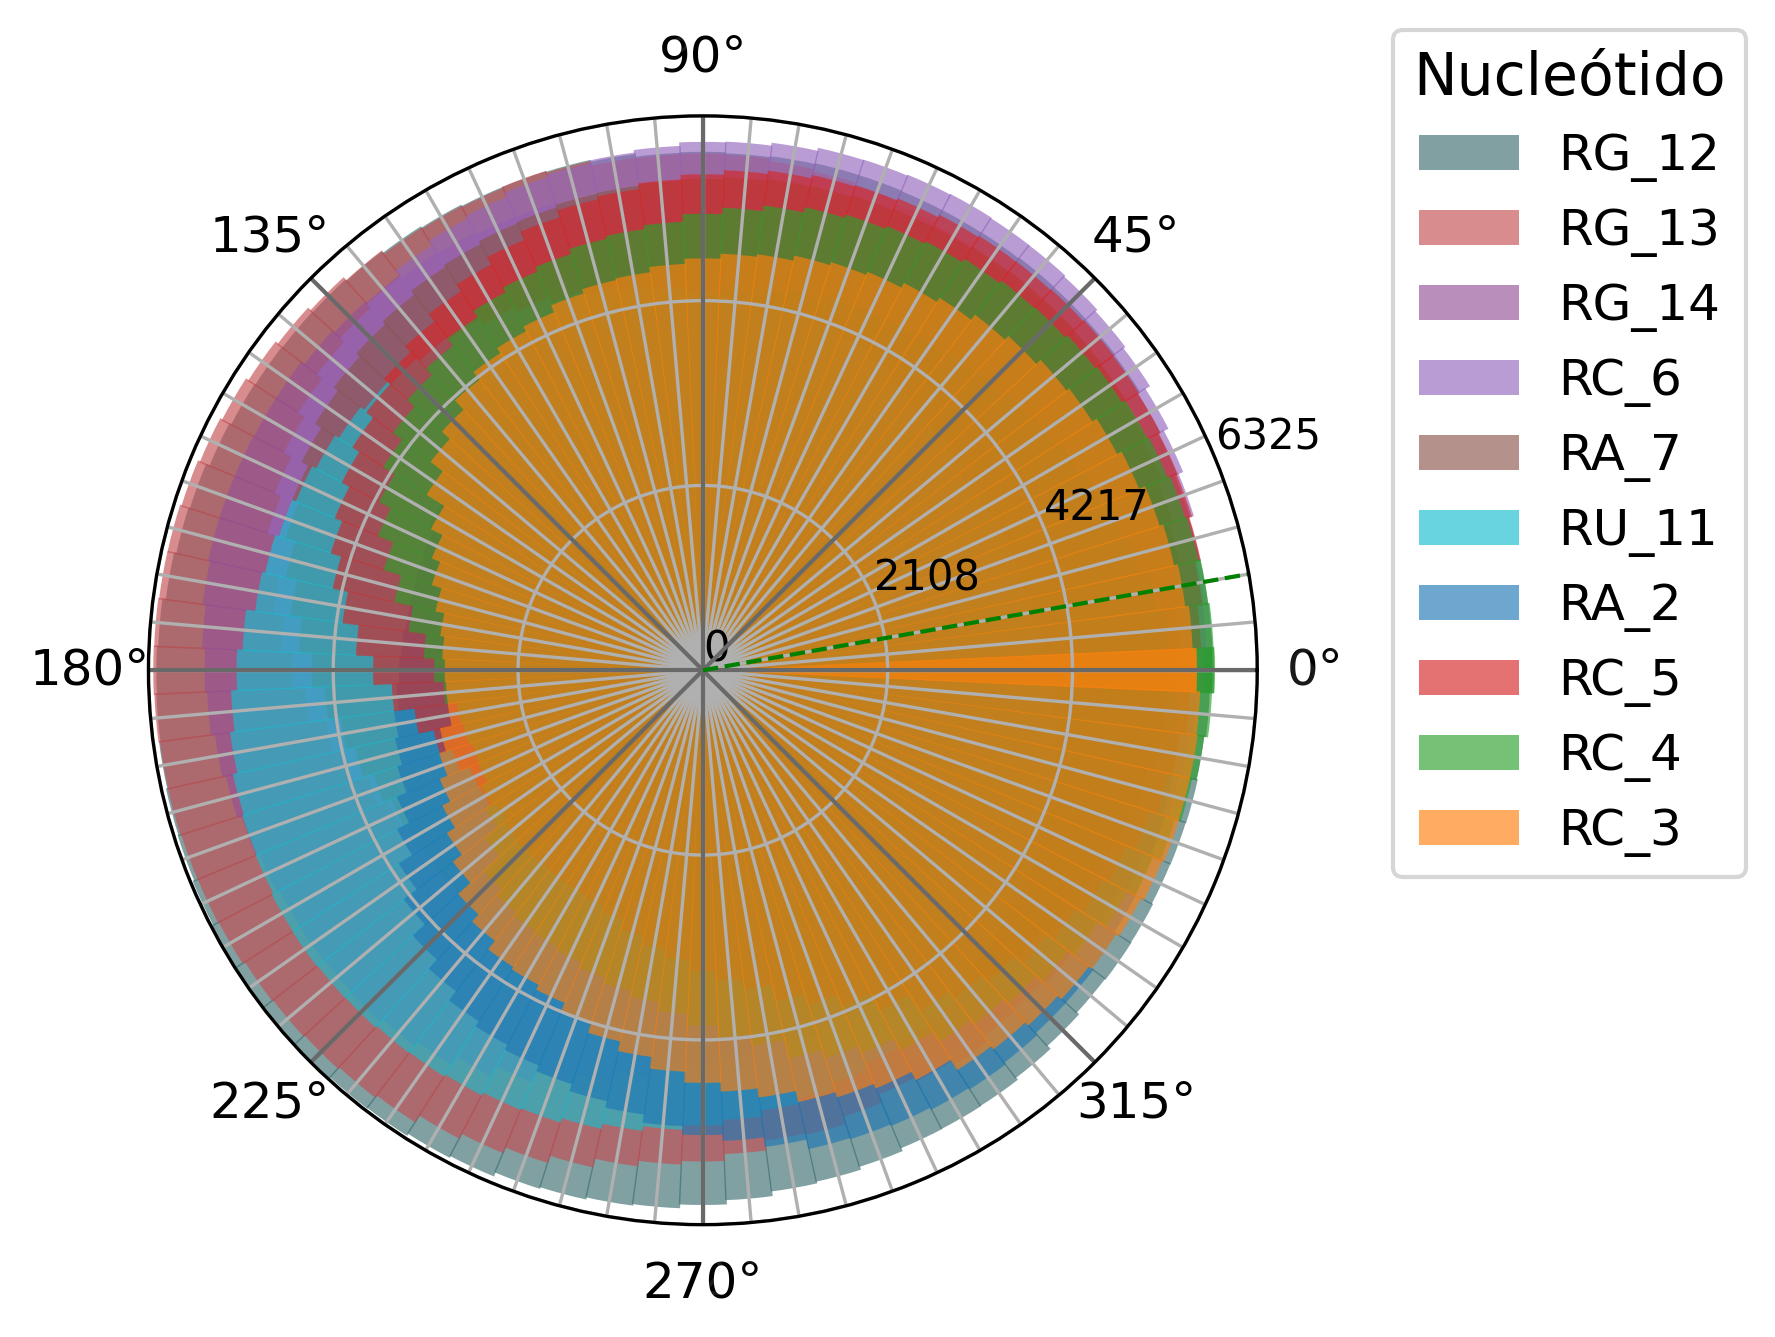 90°
135°
45°
6325
4217
2108
0
180°
0°
225°
315°
270°
Nucleótido
RG_12
RG_13
RG_14
RC_6
RA_7
RU_11
RA_2
RC_5
RC_4
RC_3